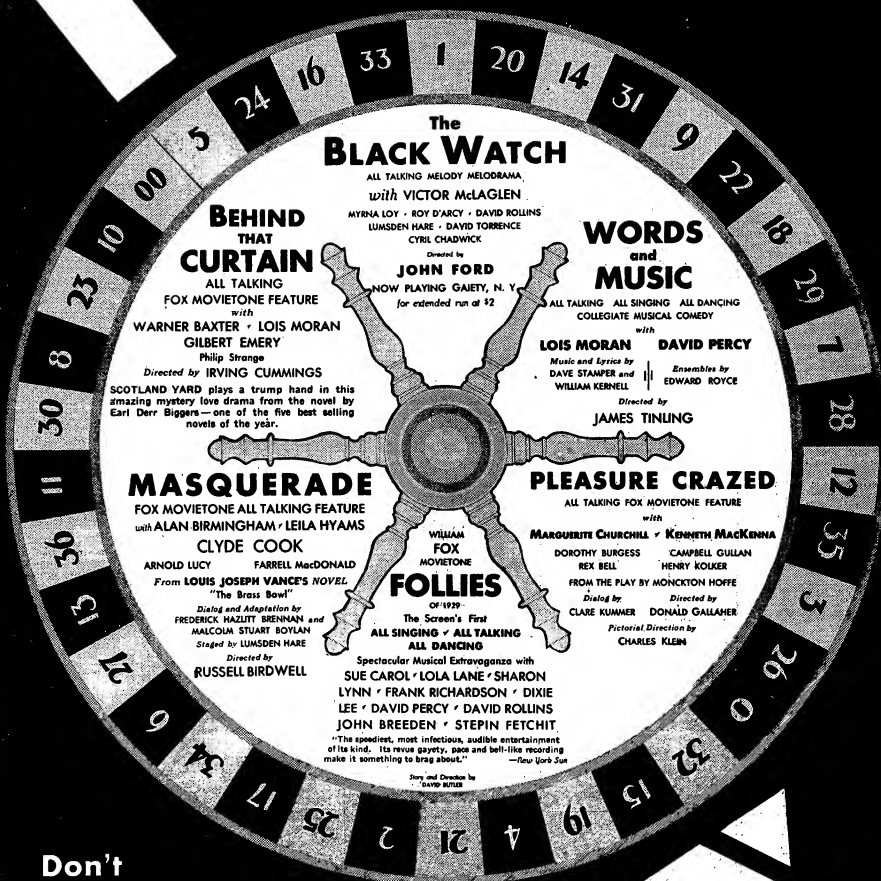 1
20
14
31
9
22
18
29
7
28
12
35
3
26
0
32
15
19
4
21
2
25
17
34
6
27
13
36
11
30
8
23
10
00
5
24
16
33
The
BLACK WATCH
ALL TALKING MELODY MELODRAMA
with VICTOR McLAGLEN
MYRNA LOY · ROY D'ARCY · DAVID ROLLINS
LUMSDEN HARE · DAVID TORRENCE
CYRIL CHADWICK
Directed by
JOHN FORD
NOW PLAYING GAIETY, N. Y.
for extended run at $2
BEHIND
THAT
CURTAIN
ALL TALKING
FOX MOVIETONE FEATURE
with
WARNER BAXTER · LOIS MORAN
GILBERT EMERY
Philip Strange
Directed by IRVING CUMMINGS
SCOTLAND YARD plays a trump hand in this
amazing mystery love drama from the novel by
Earl Derr Biggers—one of the five best selling
novels of the year.
WORDS
and
MUSIC
ALL TALKING ALL SINGING ALL DANCING
COLLEGIATE MUSICAL COMEDY
with
LOIS MORAN DAVID PERCY
Music and Lyrics by
DAVE STAMPER and
WILLIAM KERNELL
Ensembles by
EDWARD ROYCE
Directed by
JAMES TINLING
MASQUERADE
FOX MOVIETONE ALL TALKING FEATURE
with ALAN BIRMINGHAM · LEILA HYAMS
CLYDE COOK
ARNOLD LUCY FARRELL MacDONALD
From LOUIS JOSEPH VANCE'S NOVEL
"The Brass Bowl"
Dialog and Adaptation by
FREDERICK HAZLITT BRENNAN and
MALCOLM STUART BOYLAN
Staged by LUMSDEN HARE
Directed by
RUSSELL BIRDWELL
PLEASURE CRAZED
ALL TALKING FOX MOVIETONE FEATURE
with
MARGUERITE CHURCHILL · KENNETH MacKENNA
DOROTHY BURGESS CAMPBELL GULLAN
REX BELL HENRY KOLKER
FROM THE PLAY BY MONCKTON HOFFE
Dialog by Directed by
CLARE KUMMER DONALD GALLAHER
Pictorial Direction by
CHARLES KLEIN
WILLIAM
FOX
MOVIETONE
FOLLIES
OF 1929
The Screen's First
ALL SINGING · ALL TALKING
ALL DANCING
Spectacular Musical Extravaganza with
SUE CAROL · LOLA LANE · SHARON
LYNN · FRANK RICHARDSON · DIXIE
LEE · DAVID PERCY · DAVID ROLLINS
JOHN BREEDEN · STEPIN FETCHIT
"The speediest, most infectious, audible entertainment
of its kind. Its revue gayety, pace and bell-like recording
make it something to brag about." —New York Sun
Story and Direction by
DAVID BUTLER
Don't